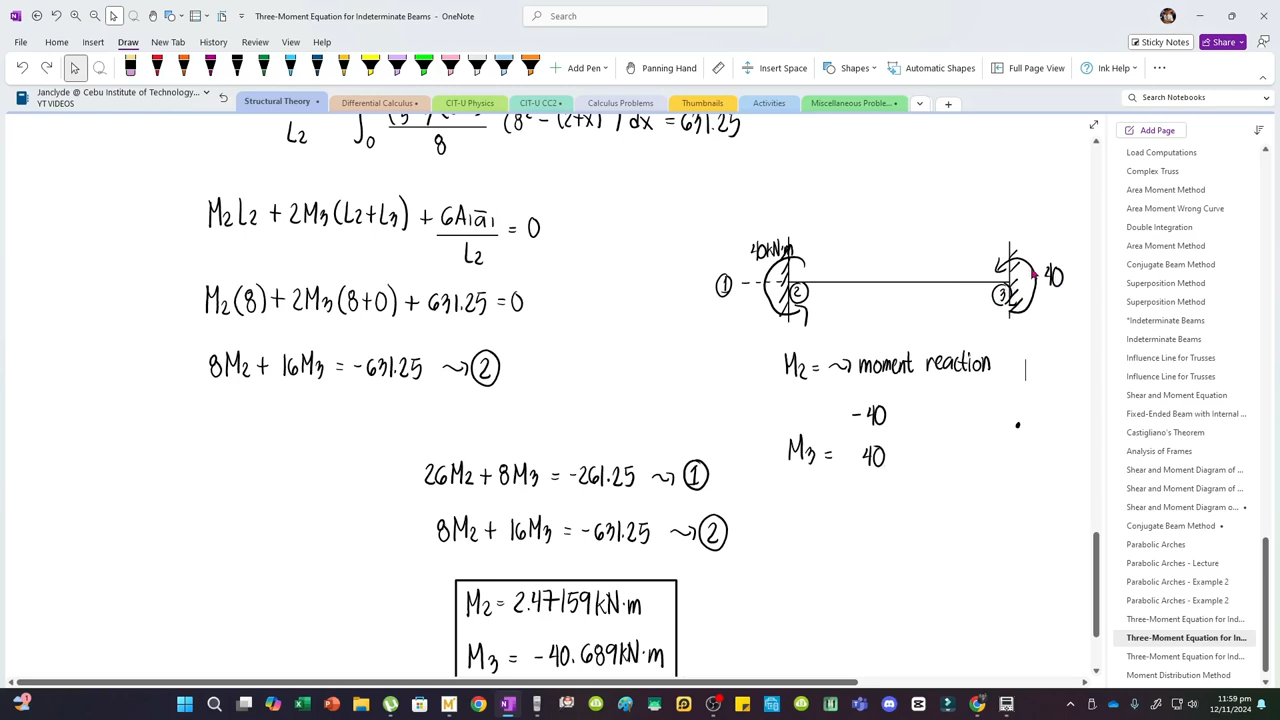 Three-Moment Equation for Indeterminate Beams - OneNote
Search
File Home Insert Draw New Tab History Review View Help
Sticky Notes Share
Add Pen Panning Hand Insert Space Shapes Automatic Shapes Full Page View Ink Help
Janclyde @ Cebu Institute of Technology...
YT VIDEOS
Structural Theory Differential Calculus CIT-U Physics CIT-U CC2 Calculus Problems Thumbnails Activities Miscellaneous Proble...
Search Notebooks
Add Page
Load Computations
Complex Truss
Area Moment Method
Area Moment Wrong Curve
Double Integration
Area Moment Method
Conjugate Beam Method
Superposition Method
Superposition Method
*Indeterminate Beams
Indeterminate Beams
Influence Line for Trusses
Influence Line for Trusses
Shear and Moment Equation
Fixed-Ended Beam with Internal ...
Castigliano's Theorem
Analysis of Frames
Shear and Moment Diagram of ...
Shear and Moment Diagram of ...
Shear and Moment Diagram o...
Conjugate Beam Method
Parabolic Arches
Parabolic Arches - Lecture
Parabolic Arches - Example 2
Parabolic Arches - Example 2
Three-Moment Equation for Ind...
Three-Moment Equation for In...
Three-Moment Equation for Ind...
Moment Distribution Method
L2 ∫0 8 dx = 631.25
M2L2 + 2M3(L2+L3) + 6A1ā1/L2 = 0
M2(8) + 2M3(8+0) + 631.25 = 0
8M2 + 16M3 = -631.25 ⇝ ②
26M2 + 8M3 = -261.25 ⇝ ①
8M2 + 16M3 = -631.25 ⇝ ②
M2 = 2.47159kN·m
M3 = -40.689kN·m
40kN·m
① ② ③ 40
M2 = ⇝ moment reaction
-40
M3 = 40
11:59 pm
12/11/2024